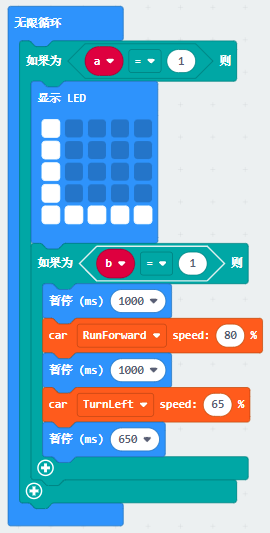 无限循环
如果为 a = 1 则
显示 LED
如果为 b = 1 则
暂停 (ms) 1000
car RunForward speed: 80 %
暂停 (ms) 1000
car TurnLeft speed: 65 %
暂停 (ms) 650